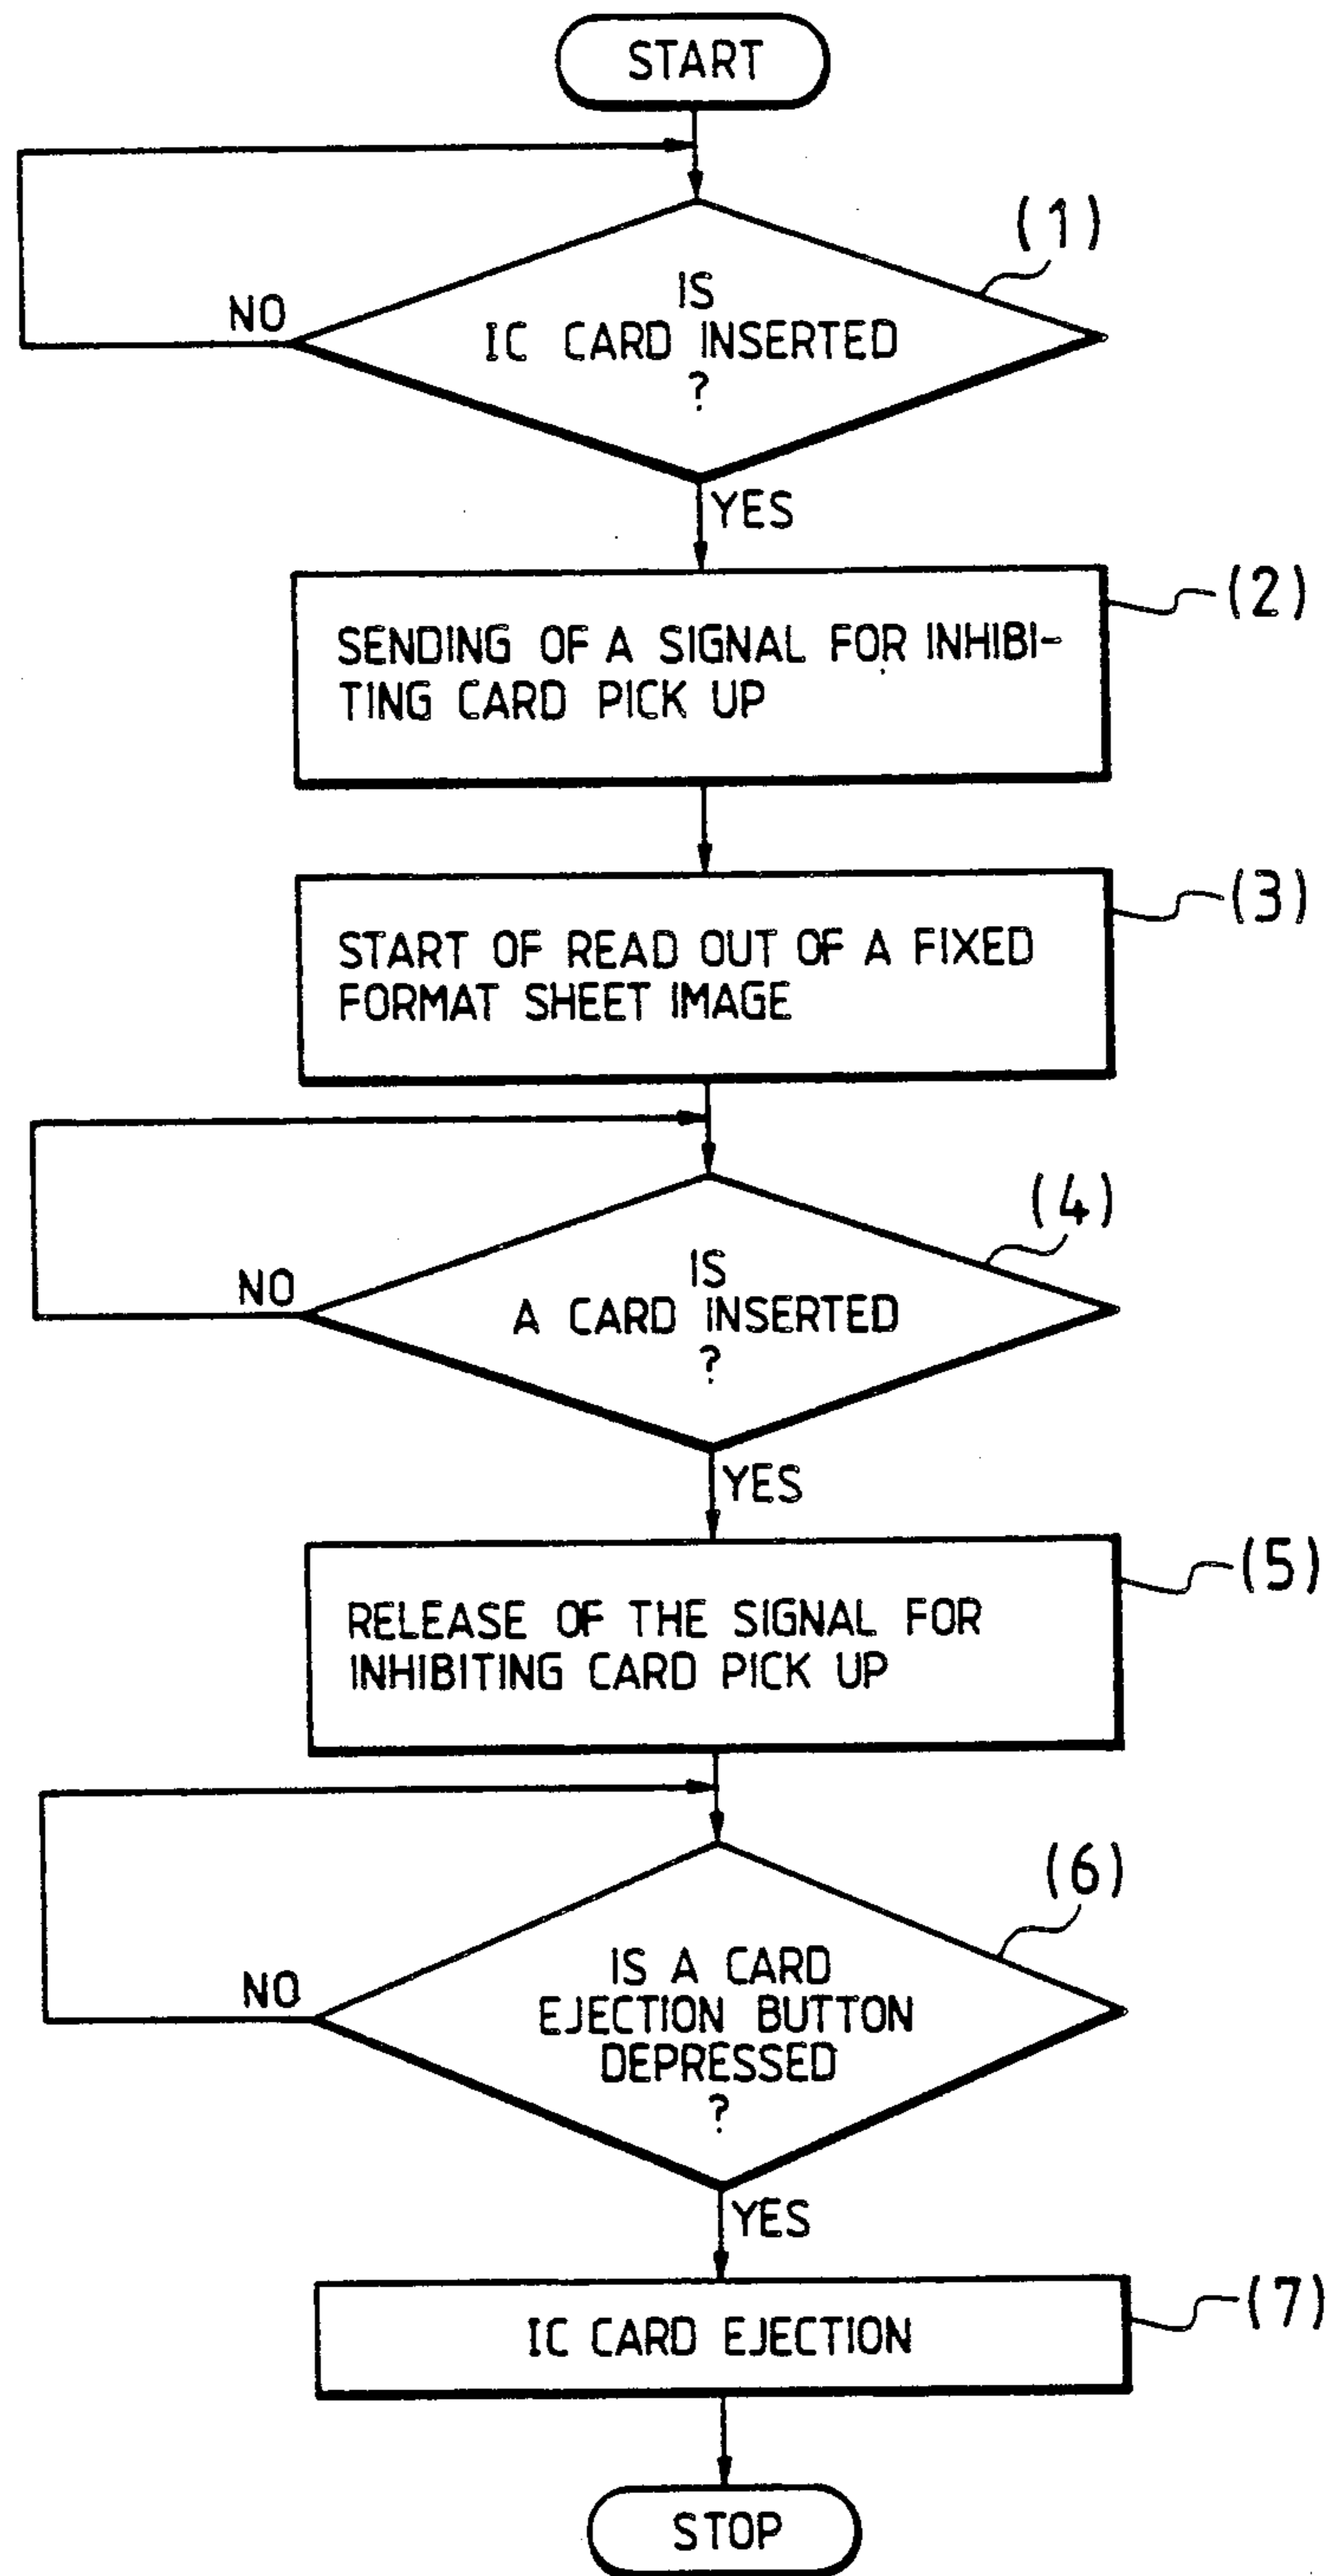 START
(1)
IS
NO
IC CARD INSERTED
?
YES
(2)
SENDING OF A SIGNAL FOR INHIBI-
TING CARD PICK UP
(3)
START OF READ OUT OF A FIXED
FORMAT SHEET IMAGE
(4)
IS
NO
A CARD INSERTED
?
YES
(5)
RELEASE OF THE SIGNAL FOR
INHIBITING CARD PICK UP
(6)
IS A CARD
NO
EJECTION BUTTON
DEPRESSED
?
YES
(7)
IC CARD EJECTION
STOP